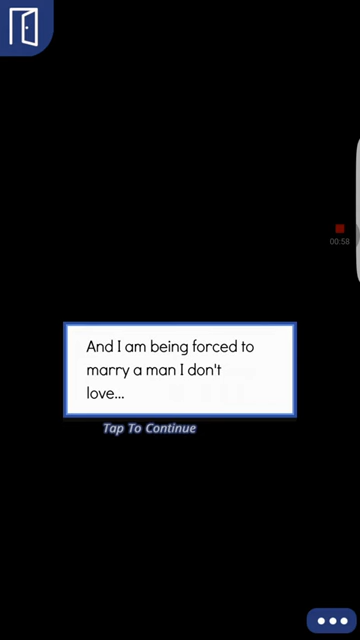 00:58
And I am being forced to
marry a man I don't
love...
Tap To Continue